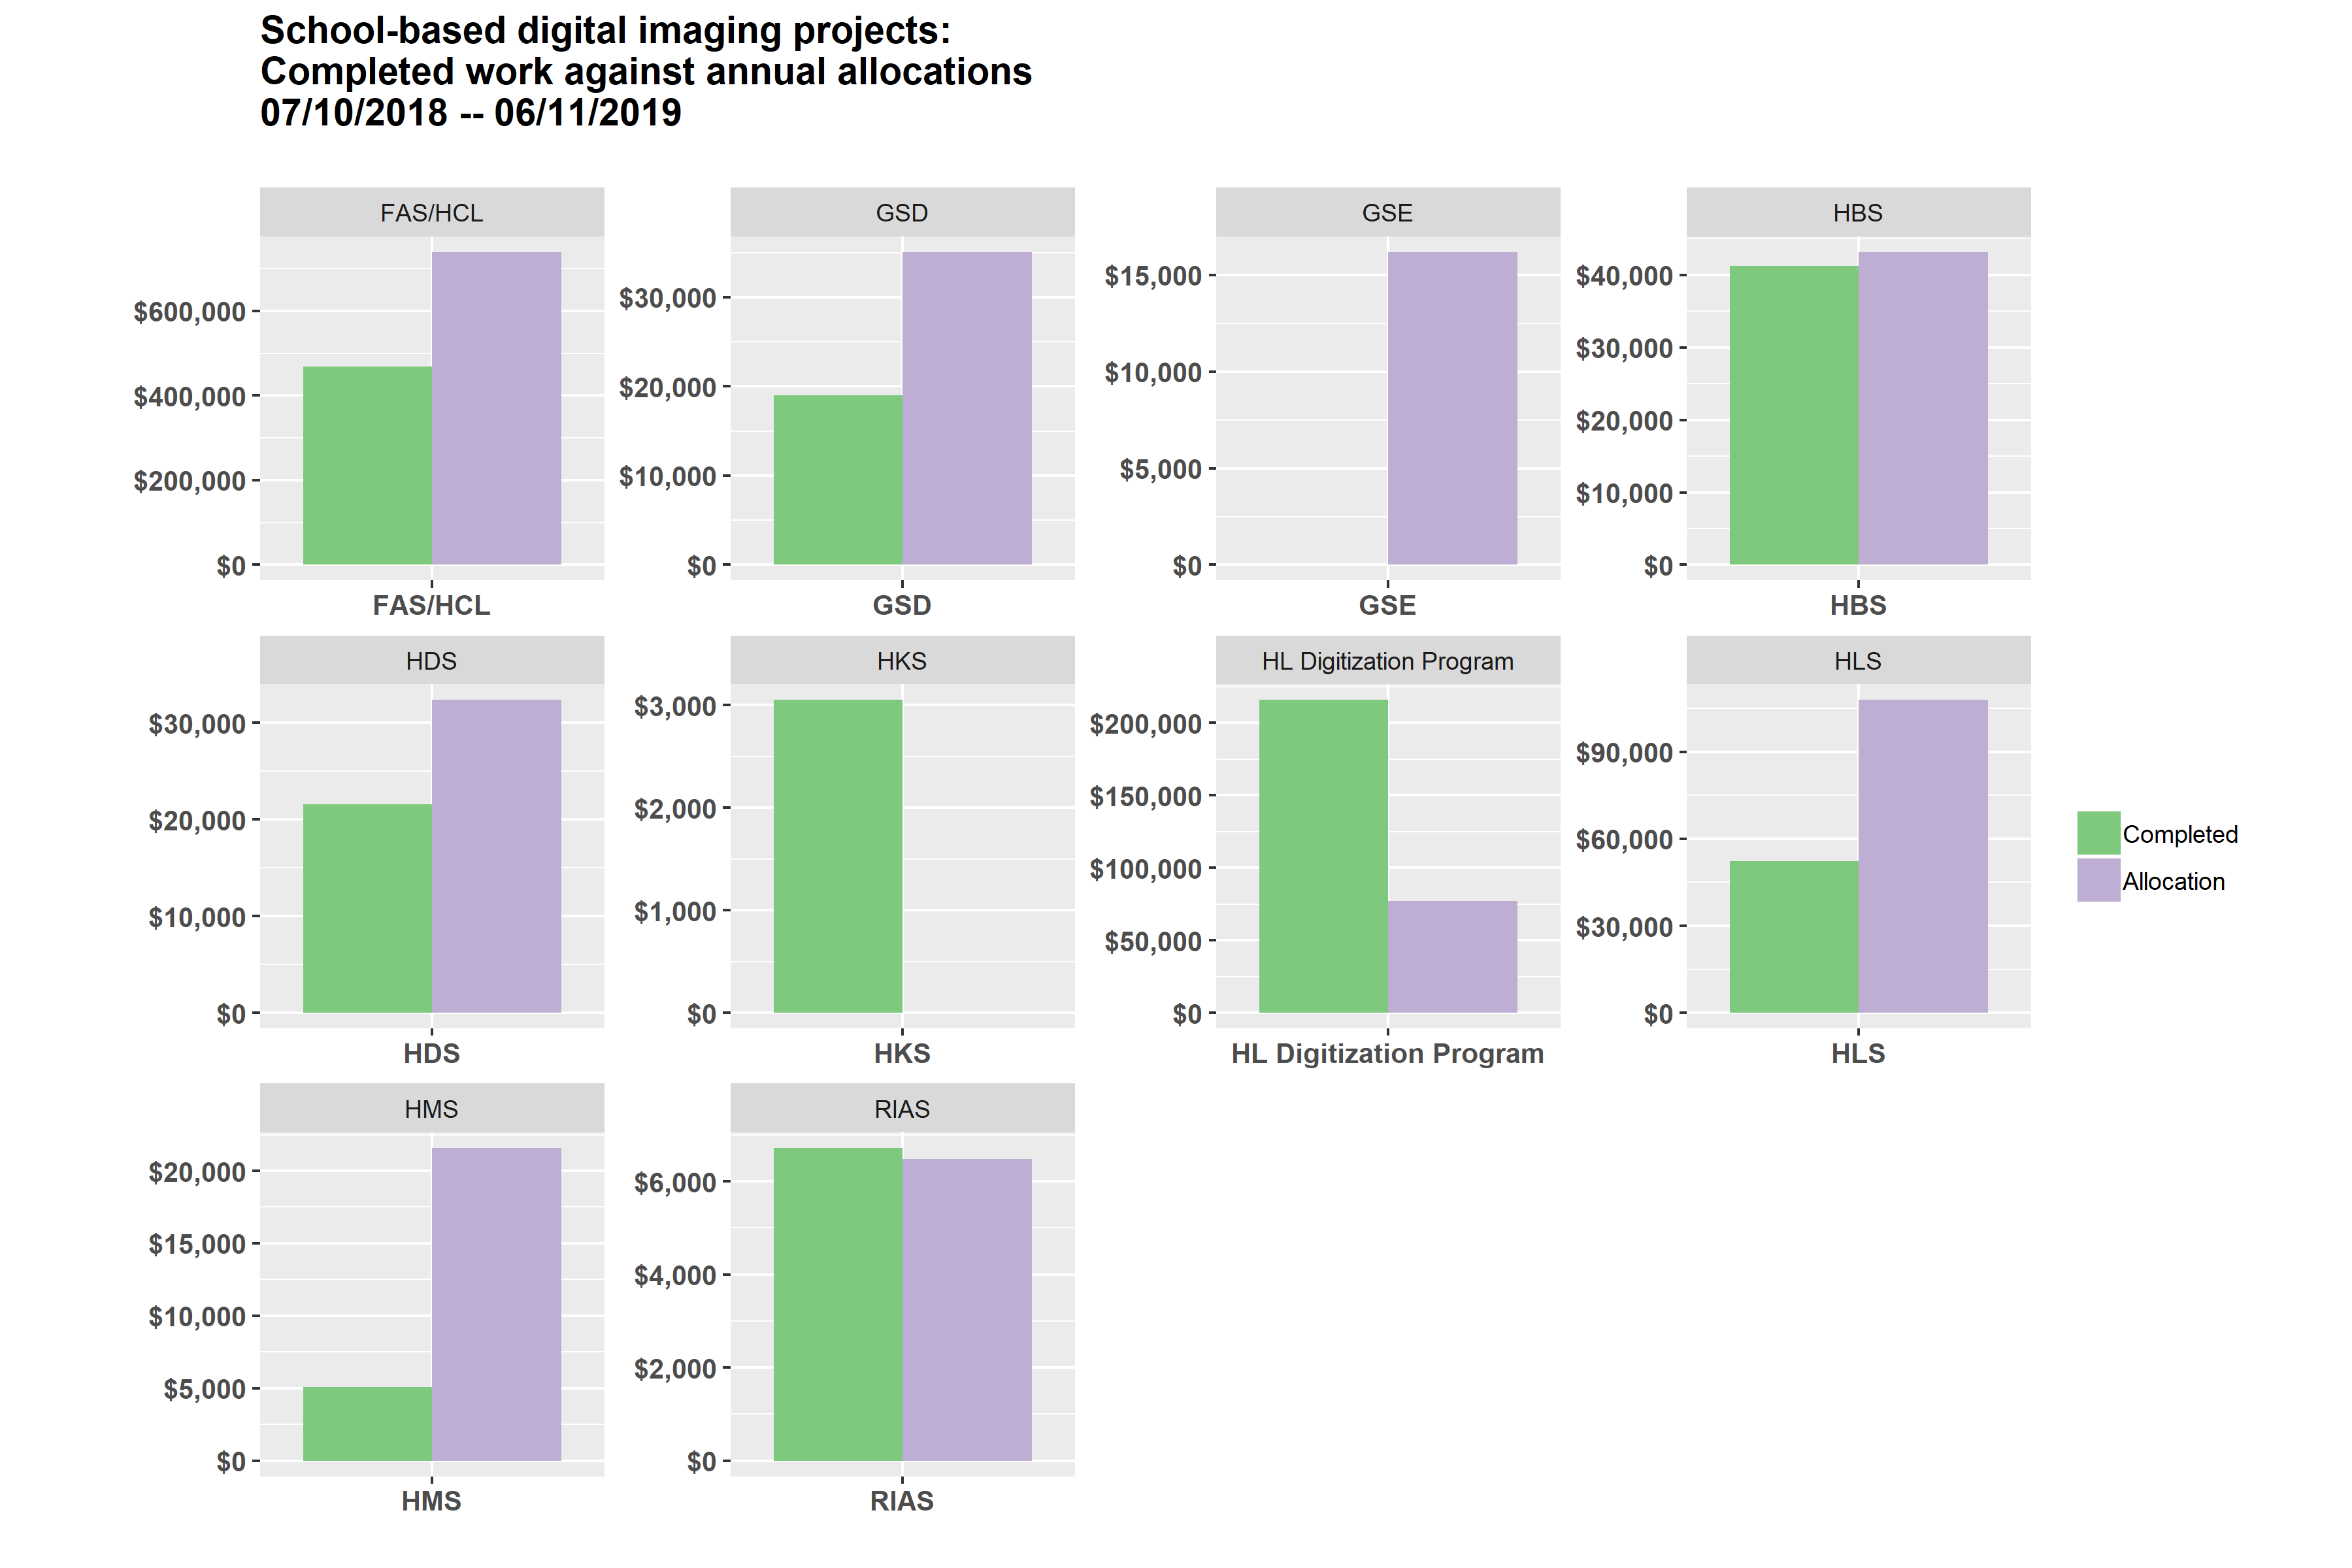 School-based digital imaging projects:
Completed work against annual allocations
07/10/2018 -- 06/11/2019
FAS/HCL
$600,000
$400,000
$200,000
$0
FAS/HCL
GSD
$30,000
$20,000
$10,000
$0
GSD
GSE
$15,000
$10,000
$5,000
$0
GSE
HBS
$40,000
$30,000
$20,000
$10,000
$0
HBS
HDS
$30,000
$20,000
$10,000
$0
HDS
HKS
$3,000
$2,000
$1,000
$0
HKS
HL Digitization Program
$200,000
$150,000
$100,000
$50,000
$0
HL Digitization Program
HLS
$90,000
$60,000
$30,000
$0
HLS
Completed
Allocation
HMS
$20,000
$15,000
$10,000
$5,000
$0
HMS
RIAS
$6,000
$4,000
$2,000
$0
RIAS